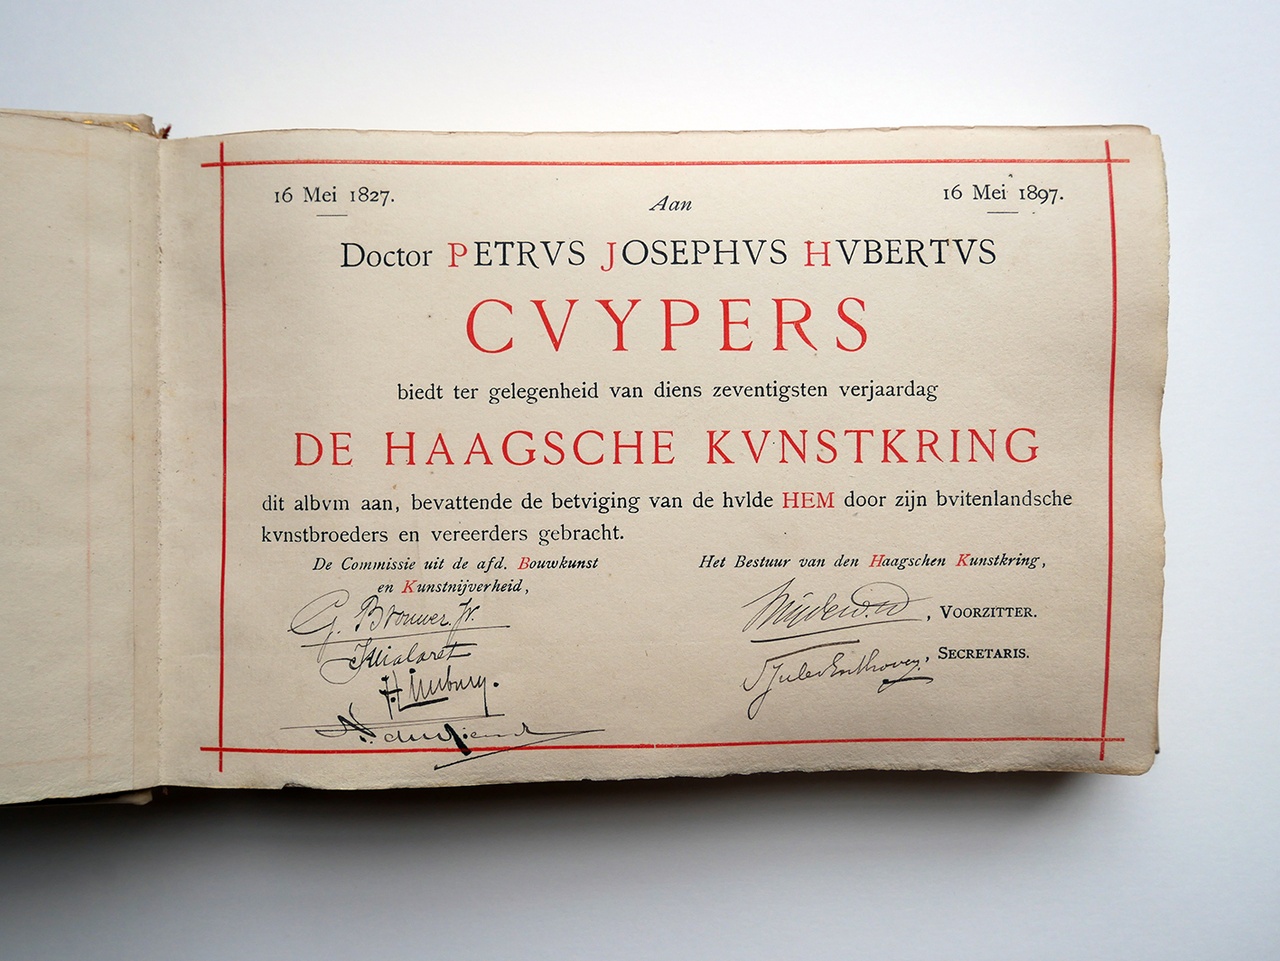 16 Mei 1827.
Aan
16 Mei 1897.
Doctor PETRVS JOSEPHVS HVBERTVS
CVYPERS
biedt ter gelegenheid van diens zeventigsten verjaardag
DE HAAGSCHE KVNSTKRING
dit albvm aan, bevattende de betviging van de hvlde HEM door zijn bvitenlandsche
kvnstbroeders en vereerders gebracht.
De Commissie uit de afd. Bouwkunst
en Kunstnijverheid,
G. Brouwer Jr.
H. Limburg.
Het Bestuur van den Haagschen Kunstkring,
, VOORZITTER.
, SECRETARIS.